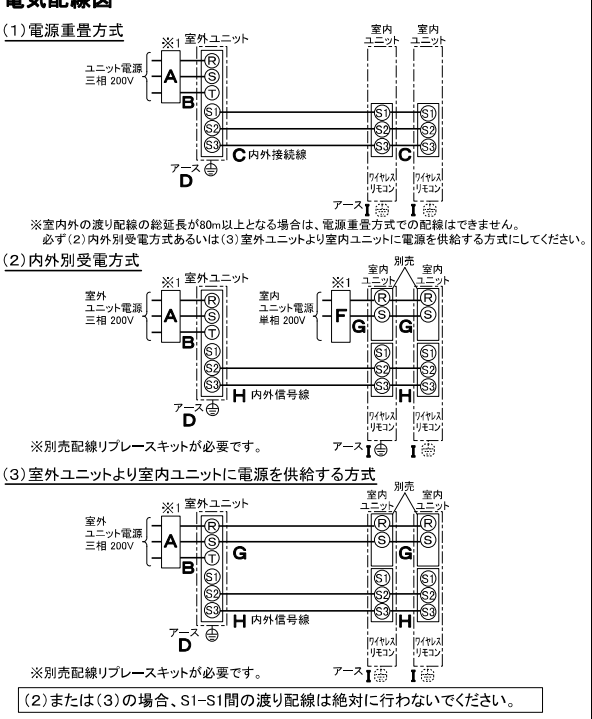 電気配線図
(1)電源重畳方式
※1 室外ユニット
室内ユニット 室内ユニット
ユニット電源
三相 200V
A
B
R
S
T
S1 S1 S1
S2 S2 S2
S3 S3 S3
C 内外接続線 C
アース
D
ワイヤレスリモコン ワイヤレスリモコン
アース I I
※室内外の渡り配線の総延長が80m以上となる場合は、電源重畳方式での配線はできません。
必ず(2)内外別受電方式あるいは(3)室外ユニットより室内ユニットに電源を供給する方式にしてください。
(2)内外別受電方式
別売
※1 室外ユニット ※1 室内ユニット 室内ユニット
室外
ユニット電源
三相 200V
A
B
室内
ユニット電源
単相 200V
F
G G
R R R
S S S
T
S1 S1 S1
S2 S2 S2
S3 S3 S3
H 内外信号線 H
アース
D
ワイヤレスリモコン ワイヤレスリモコン
※別売配線リプレースキットが必要です。
アース I I
(3)室外ユニットより室内ユニットに電源を供給する方式
別売
※1 室外ユニット 室内ユニット 室内ユニット
室外
ユニット電源
三相 200V
A
B
R R R
S S S
G G
T
S1 S1 S1
S2 S2 S2
S3 S3 S3
H 内外信号線 H
アース
D
ワイヤレスリモコン ワイヤレスリモコン
※別売配線リプレースキットが必要です。
アース I I
(2)または(3)の場合、S1-S1間の渡り配線は絶対に行わないでください。